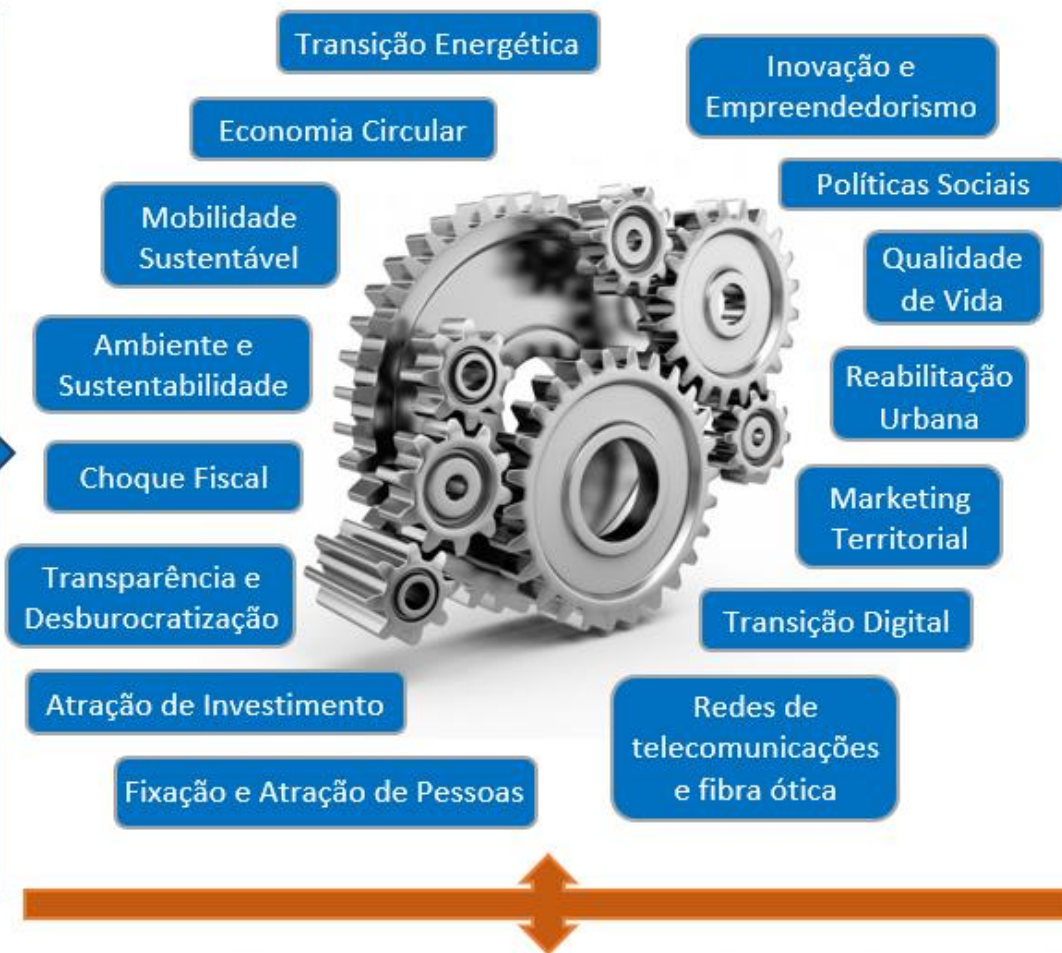 Transição Energética
Inovação e
Empreendedorismo
Economia Circular
Políticas Sociais
Mobilidade
Sustentável
Qualidade
de Vida
Ambiente e
Sustentabilidade
Reabilitação
Urbana
Choque Fiscal
Marketing
Territorial
Transparência e
Desburocratização
Transição Digital
Atração de Investimento
Redes de
telecomunicações
e fibra ótica
Fixação e Atração de Pessoas